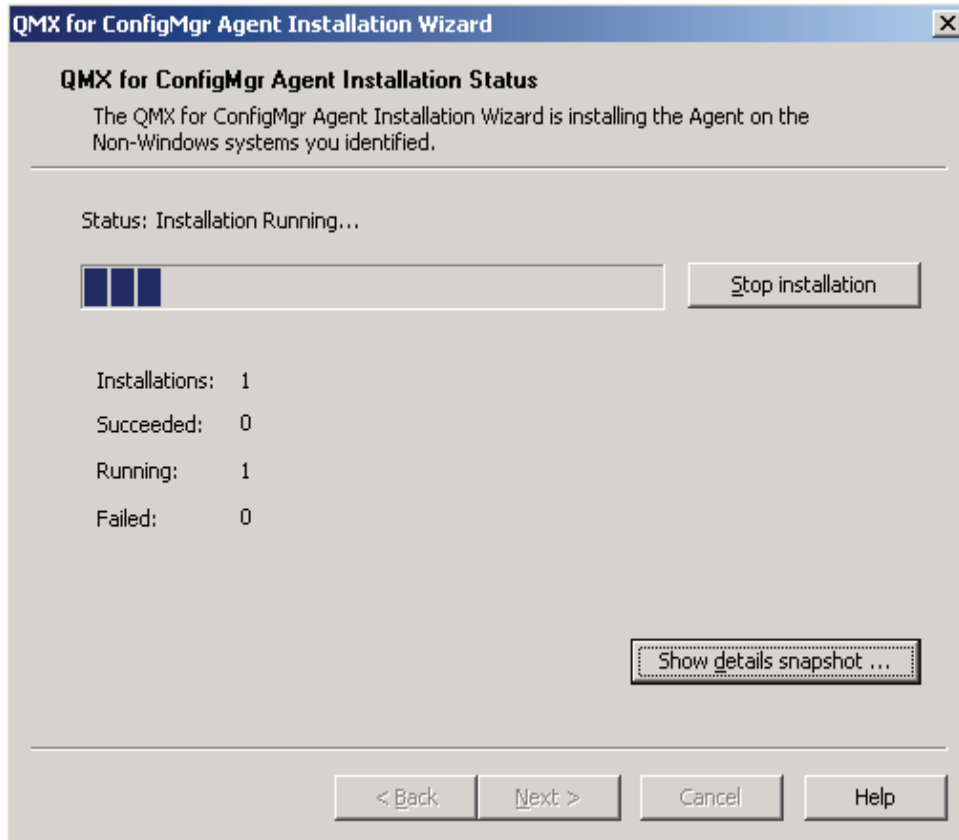 QMX for ConfigMgr Agent Installation Wizard
QMX for ConfigMgr Agent Installation Status
The QMX for ConfigMgr Agent Installation Wizard is installing the Agent on the
Non-Windows systems you identified.
Status: Installation Running...
Stop installation
Installations: 1
Succeeded: 0
Running: 1
Failed: 0
Show details snapshot ...
< Back Next > Cancel Help